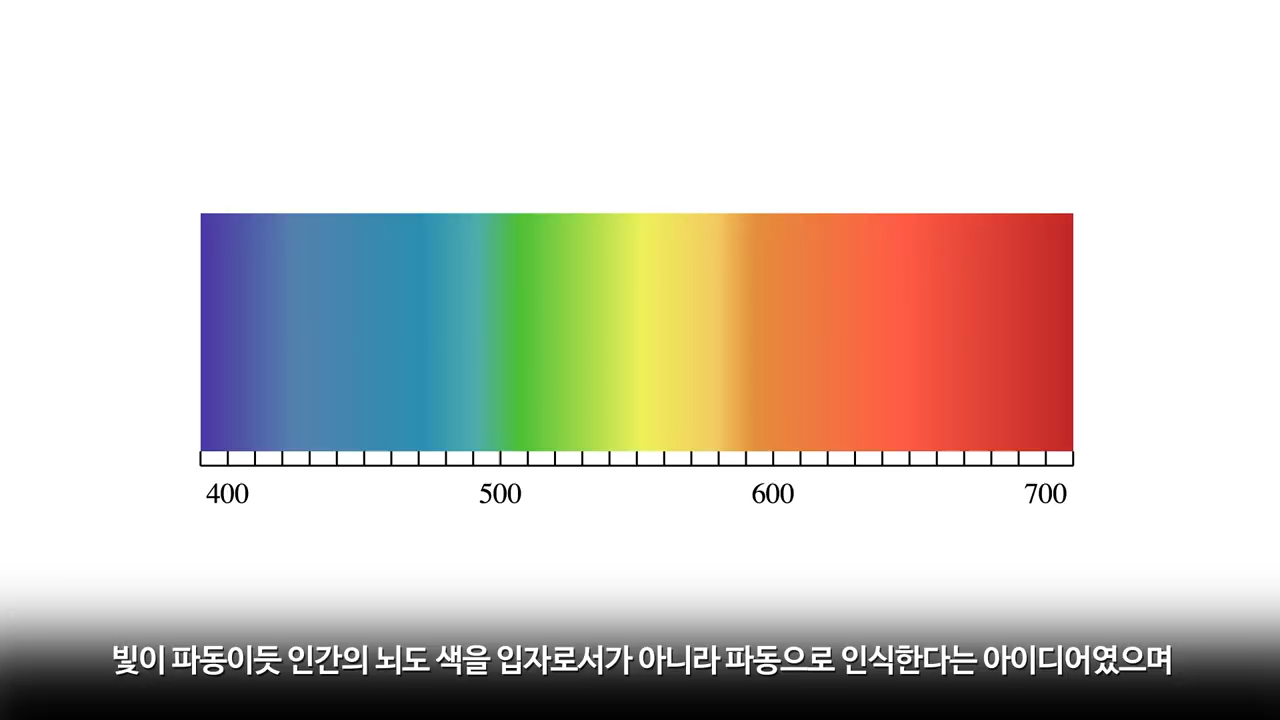 400 500 600 700
빛이 파동이듯 인간의 뇌도 색을 입자로서가 아니라 파동으로 인식한다는 아이디어였으며